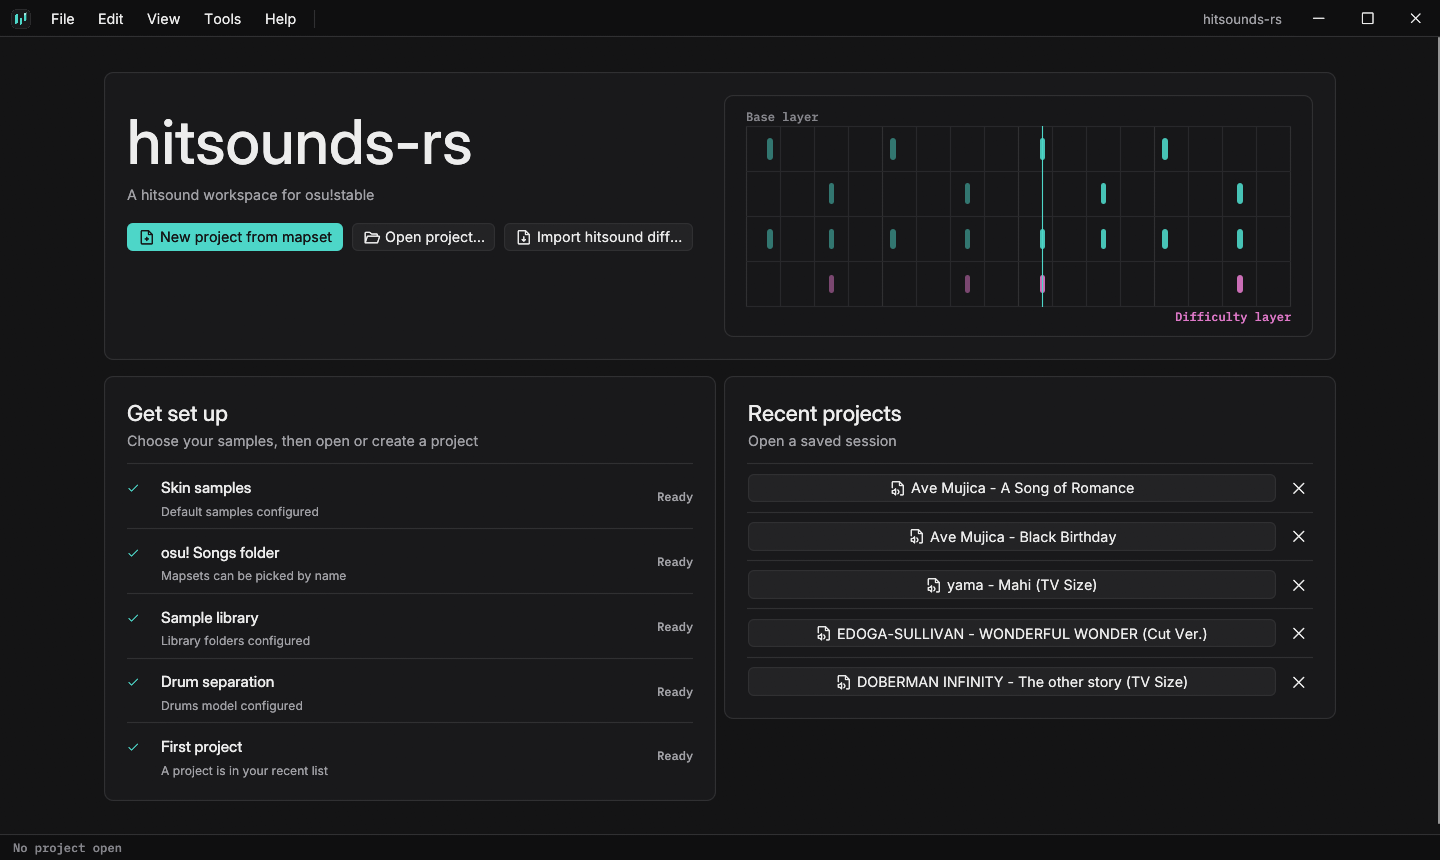 File Edit View Tools Help
hitsounds-rs
hitsounds-rs
A hitsound workspace for osu!stable
New project from mapset
Open project...
Import hitsound diff...
Base layer
Difficulty layer
Get set up
Choose your samples, then open or create a project
Skin samples
Default samples configured
Ready
osu! Songs folder
Mapsets can be picked by name
Ready
Sample library
Library folders configured
Ready
Drum separation
Drums model configured
Ready
First project
A project is in your recent list
Ready
Recent projects
Open a saved session
Ave Mujica - A Song of Romance
Ave Mujica - Black Birthday
yama - Mahi (TV Size)
EDOGA-SULLIVAN - WONDERFUL WONDER (Cut Ver.)
DOBERMAN INFINITY - The other story (TV Size)
No project open